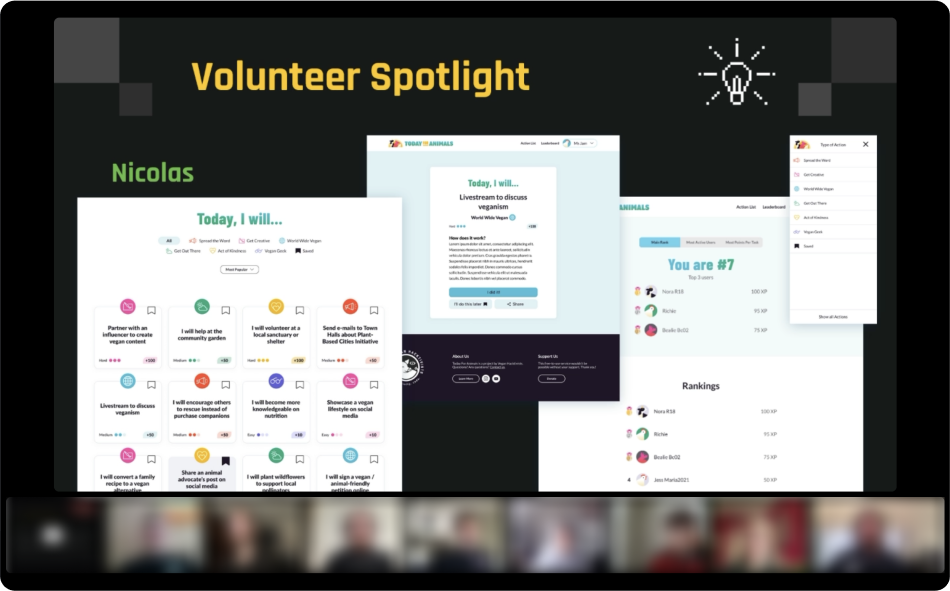 Volunteer Spotlight
Nicolas
Today, I will...
All
Spread the Word
Get Creative
World Wide Vegan
Get Out There
Act of Kindness
Vegan Geek
Saved
Most Popular
Partner with an
influencer to create
vegan content
Hard
+100
I will help at the
community garden
Medium
+50
I will volunteer at a
local sanctuary or
shelter
Hard
+100
Send e-mails to Town
Halls about Plant-
Based Cities Initiative
Medium
+50
Livestream to discuss
veganism
Medium
+50
I will encourage others
to rescue instead of
purchase companions
Medium
+50
I will become more
knowledgeable on
nutrition
Easy
+10
Showcase a vegan
lifestyle on social
media
Easy
+10
I will convert a family
recipe to a vegan
alternative
Share an animal
advocate's post on
social media
I will plant wildflowers
to support local
pollinators
I will sign a vegan /
animal-friendly
petition online
TODAY FOR ANIMALS
Action List
Leaderboard
Today, I will...
Livestream to discuss
veganism
World Wide Vegan
How does it work?
I did it!
I'll do this later
Share
About Us
Learn More
Support Us
Donate
ANIMALS
Action List
Leaderboard
Most Actions Done
Most Points Per Task
You are #7
Top 3 users
Nora R18
100 XP
Richie
95 XP
75 XP
Rankings
Nora R18
100 XP
Richie
95 XP
75 XP
4
Jess Maria2021
50 XP
Type of Action
Spread the Word
Get Creative
World Wide Vegan
Get Out There
Act of Kindness
Vegan Geek
Saved
Show all Actions